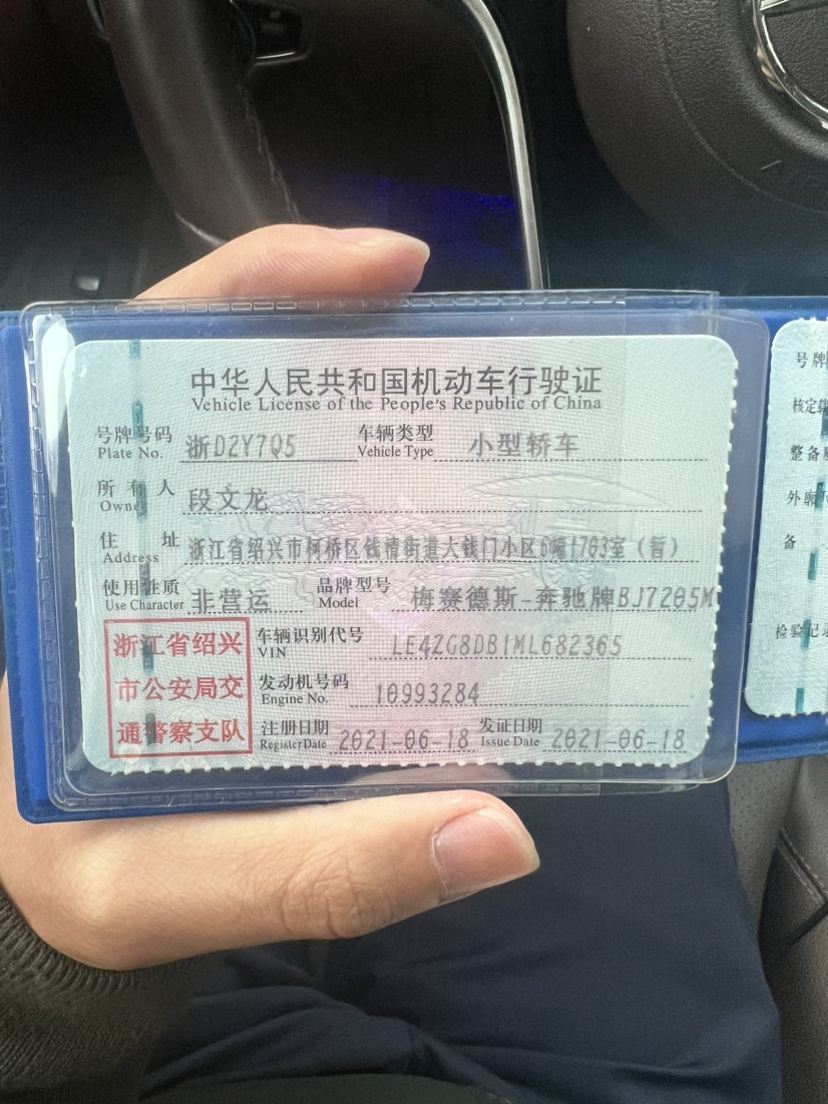 中华人民共和国机动车行驶证
Vehicle License of the People's Republic of China
号牌号码 浙D2Y7Q5 车辆类型 小型轿车
Plate No. Vehicle Type
所有人 段文龙
Owner
住址 浙江省绍兴市柯桥区钱清街道大钱门小区6幢1703室（暂）
Address
使用性质 非营运 品牌型号 梅赛德斯-奔驰牌BJ7205M
Use Character Model
浙江省绍兴
市公安局交
通警察支队
车辆识别代号 LE4ZG8DB1ML682365
VIN
发动机号码 10993284
Engine No.
注册日期 2021-06-18 发证日期 2021-06-18
Register Date Issue Date
号牌
核定
整备
外廓
备
检验记录